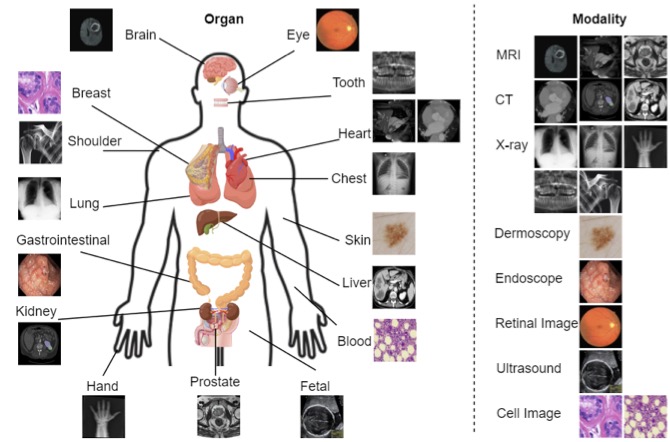 Organ
Brain
Eye
Tooth
Breast
Shoulder
Heart
Chest
Lung
Skin
Gastrointestinal
Liver
Kidney
Blood
Hand
Prostate
Fetal
Modality
MRI
CT
X-ray
Dermoscopy
Endoscope
Retinal Image
Ultrasound
Cell Image